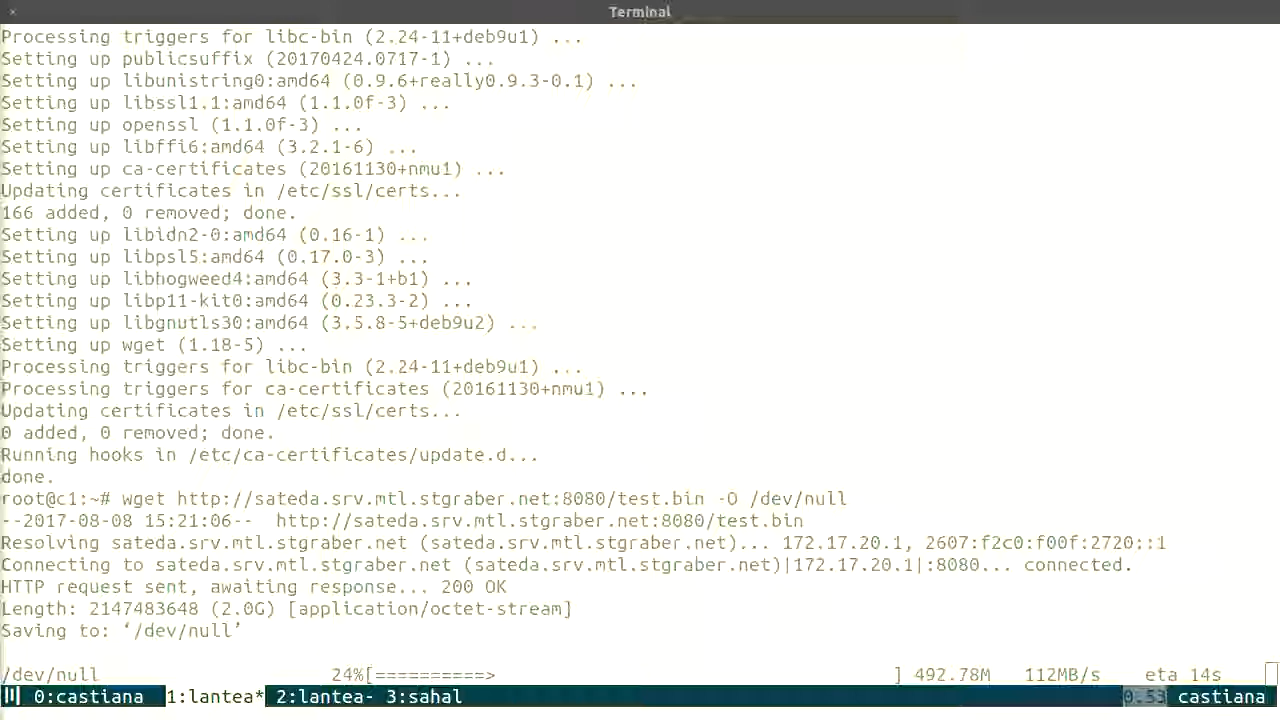 Terminal
Processing triggers for libc-bin (2.24-11+deb9u1) ...
Setting up publicsuffix (20170424.0717-1) ...
Setting up libunistring0:amd64 (0.9.6+really0.9.3-0.1) ...
Setting up libssl1.1:amd64 (1.1.0f-3) ...
Setting up openssl (1.1.0f-3) ...
Setting up libffi6:amd64 (3.2.1-6) ...
Setting up ca-certificates (20161130+nmu1) ...
Updating certificates in /etc/ssl/certs...
166 added, 0 removed; done.
Setting up libidn2-0:amd64 (0.16-1) ...
Setting up libpsl5:amd64 (0.17.0-3) ...
Setting up libhogweed4:amd64 (3.3-1+b1) ...
Setting up libp11-kit0:amd64 (0.23.3-2) ...
Setting up libgnutls30:amd64 (3.5.8-5+deb9u2) ...
Setting up wget (1.18-5) ...
Processing triggers for libc-bin (2.24-11+deb9u1) ...
Processing triggers for ca-certificates (20161130+nmu1) ...
Updating certificates in /etc/ssl/certs...
0 added, 0 removed; done.
Running hooks in /etc/ca-certificates/update.d...
done.
root@c1:~# wget http://sateda.srv.mtl.stgraber.net:8080/test.bin -O /dev/null
--2017-08-08 15:21:06--  http://sateda.srv.mtl.stgraber.net:8080/test.bin
Resolving sateda.srv.mtl.stgraber.net (sateda.srv.mtl.stgraber.net)... 172.17.20.1, 2607:f2c0:f00f:2720::1
Connecting to sateda.srv.mtl.stgraber.net (sateda.srv.mtl.stgraber.net)|172.17.20.1|:8080... connected.
HTTP request sent, awaiting response... 200 OK
Length: 2147483648 (2.0G) [application/octet-stream]
Saving to: ‘/dev/null’
/dev/null 24%[==========> ] 492.78M 112MB/s eta 14s
0:castiana 1:lantea* 2:lantea- 3:sahal 0.53 castiana